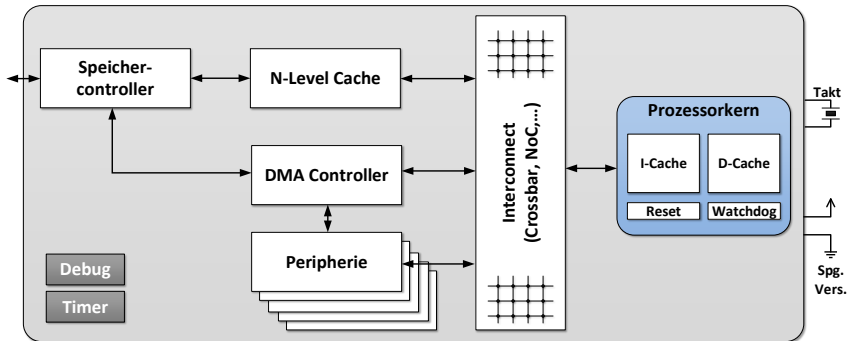 Speicher-
controller
N-Level Cache
DMA Controller
Peripherie
Debug
Timer
Interconnect
(Crossbar, NoC,...)
Prozessorkern
I-Cache
D-Cache
Reset
Watchdog
Takt
Spg.
Vers.